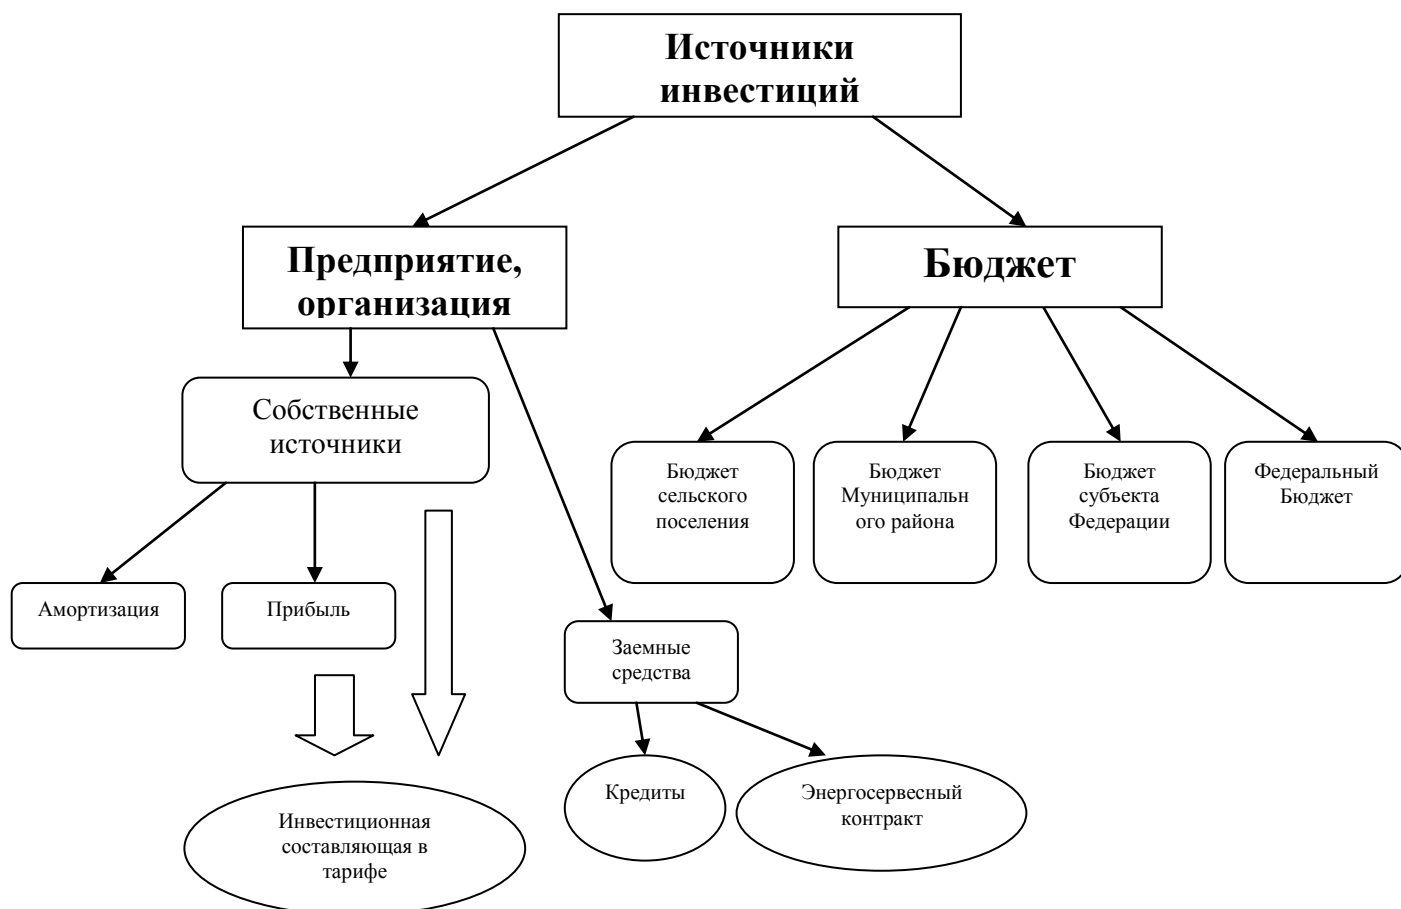 Источники
инвестиций
Предприятие,
организация
Бюджет
Собственные
источники
Бюджет
сельского
поселения
Бюджет
Муниципальн
ого района
Бюджет
субъекта
Федерации
Федеральный
Бюджет
Амортизация
Прибыль
Заемные
средства
Кредиты
Энергосервесный
контракт
Инвестиционная
составляющая в
тарифе